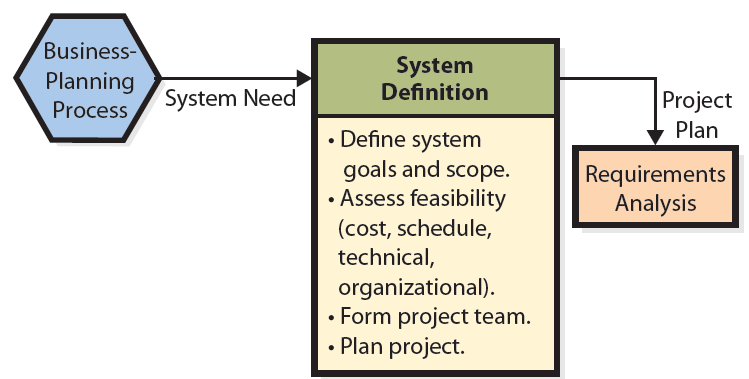 Business-
Planning
Process
System Need
System
Definition
• Define system
goals and scope.
• Assess feasibility
(cost, schedule,
technical,
organizational).
• Form project team.
• Plan project.
Project
Plan
Requirements
Analysis